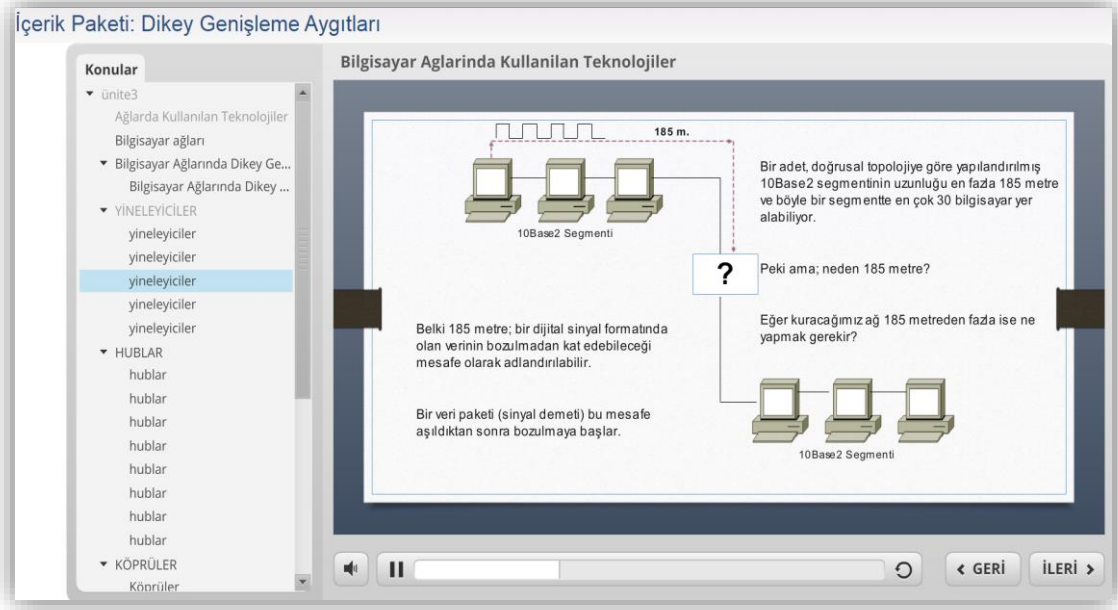 İçerik Paketi: Dikey Genişleme Aygıtları
Konular
ünite3
Ağlarda Kullanılan Teknolojiler
Bilgisayar ağları
Bilgisayar Ağlarında Dikey Ge...
Bilgisayar Ağlarında Dikey ...
YİNELEYİCİLER
yineleyiciler
yineleyiciler
yineleyiciler
yineleyiciler
yineleyiciler
HUBLAR
hublar
hublar
hublar
hublar
hublar
hublar
hublar
hublar
KÖPRÜLER
Köprüler
Bilgisayar Aglarinda Kullanilan Teknolojiler
185 m.
10Base2 Segmenti
Bir adet, doğrusal topolojiye göre yapılandırılmış
10Base2 segmentinin uzunluğu en fazla 185 metre
ve böyle bir segmentte en çok 30 bilgisayar yer
alabiliyor.
?
Peki ama; neden 185 metre?
Eğer kuracağımız ağ 185 metreden fazla ise ne
yapmak gerekir?
Belki 185 metre; bir dijital sinyal formatında
olan verinin bozulmadan kat edebileceği
mesafe olarak adlandırılabilir.
Bir veri paketi (sinyal demeti) bu mesafe
aşıldıktan sonra bozulmaya başlar.
10Base2 Segmenti
GERİ
İLERİ